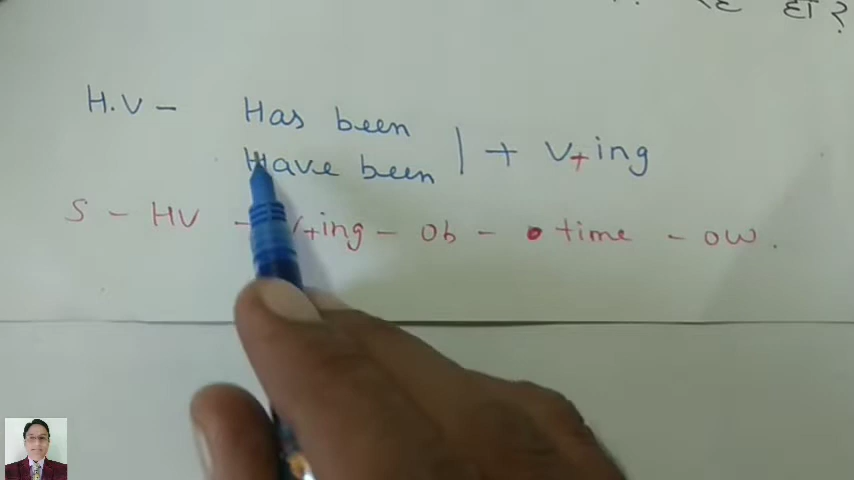 हो?
H.V - Has been
Have been | + V+ing
S - HV - V+ing - Ob - • time - ow.